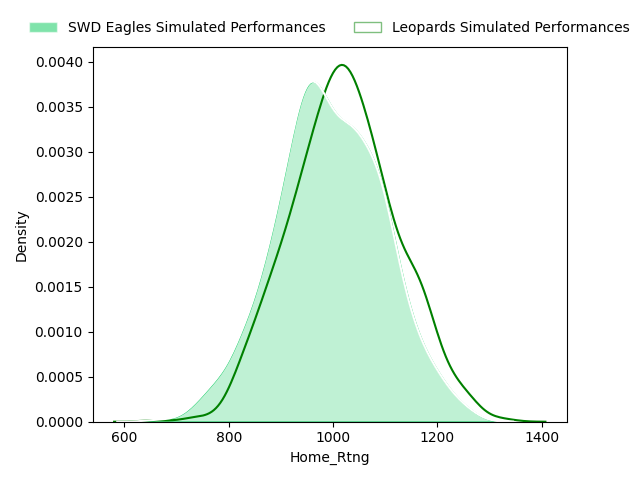 SWD Eagles Simulated Performances
Leopards Simulated Performances
0.0040
0.0035
0.0030
0.0025
0.0020
0.0015
0.0010
0.0005
0.0000
Density
600 800 1000 1200 1400
Home_Rtng